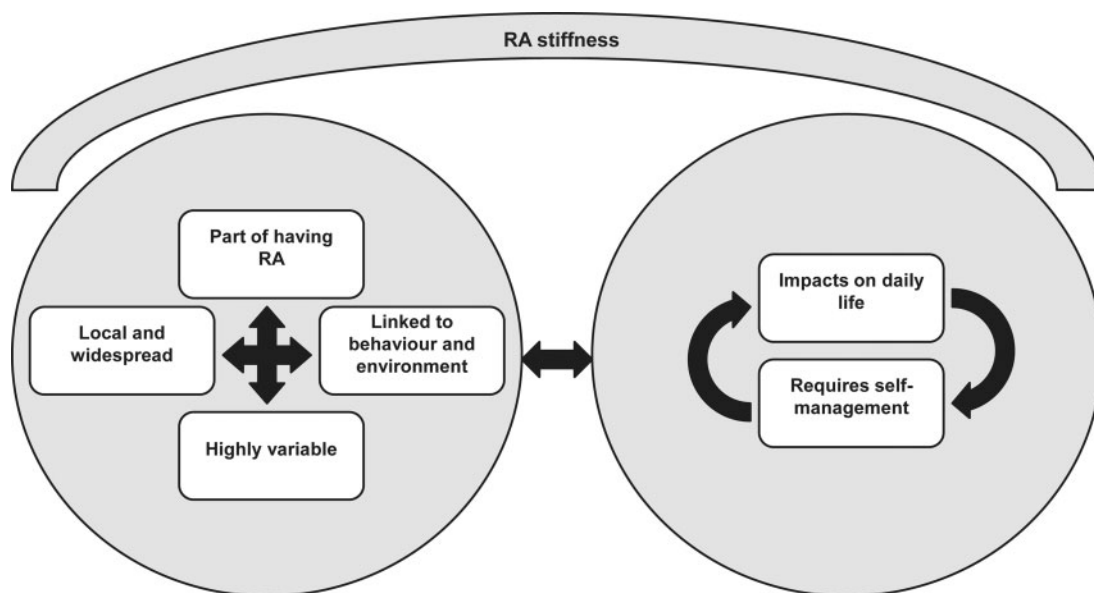 RA stiffness
Part of having
RA
Local and
widespread
Linked to
behaviour and
environment
Highly variable
Impacts on daily
life
Requires self-
management